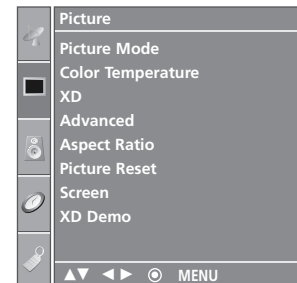 Picture
Picture Mode
Color Temperature
XD
Advanced
Aspect Ratio
Picture Reset
Screen
XD Demo
▲▼ ◄► ◉ MENU